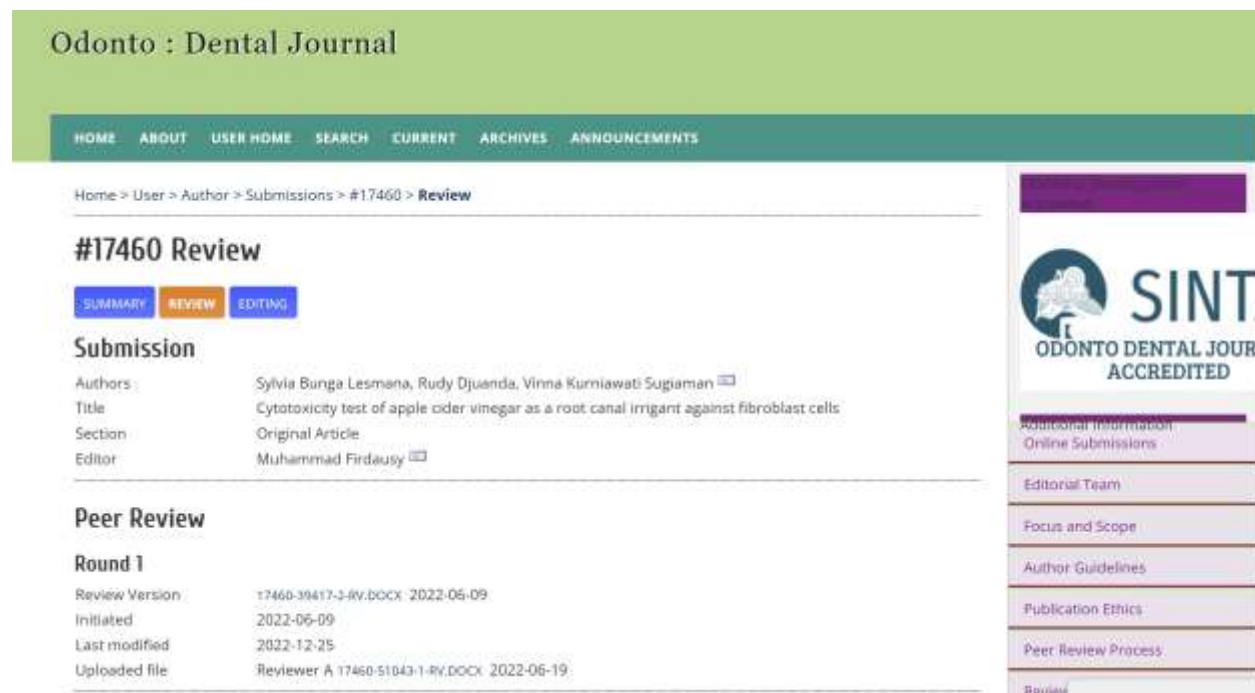 Odonto : Dental Journal
HOME ABOUT USER HOME SEARCH CURRENT ARCHIVES ANNOUNCEMENTS
Home > User > Author > Submissions > #17460 > Review
#17460 Review
SUMMARY REVIEW EDITING
Submission
Authors Sylvia Bunga Lesmana, Rudy Djuanda, Vinna Kurniawati Sugiaman
Title Cytotoxicity test of apple cider vinegar as a root canal irrigant against fibroblast cells
Section Original Article
Editor Muhammad Firdausy
Peer Review
Round 1
Review Version 17460-39417-2-RV.DOCX 2022-06-09
Initiated 2022-06-09
Last modified 2022-12-25
Uploaded file Reviewer A 17460-51043-1-RV.DOCX 2022-06-19
SINT
ODONTO DENTAL JOUR
ACCREDITED
Additional Information
Online Submissions
Editorial Team
Focus and Scope
Author Guidelines
Publication Ethics
Peer Review Process